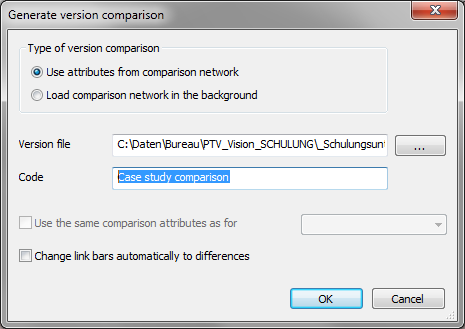 Generate version comparison
Type of version comparison
Use attributes from comparison network
Load comparison network in the background
Version file
C:\Daten\Bureau\PTV_Vision_SCHULUNG\_Schulungsun
...
Code
Case study comparison
Use the same comparison attributes as for
Change link bars automatically to differences
OK
Cancel